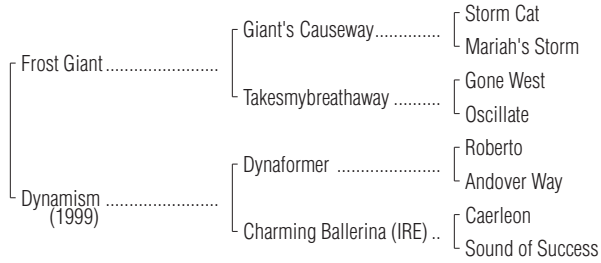 Storm Cat
Giant's Causeway..............
Mariah's Storm
Frost Giant........................
Gone West
Takesmybreathaway ..........
Oscillate
Roberto
Dynaformer ......................
Andover Way
Dynamism ........................
(1999)
Caerleon
Charming Ballerina (IRE) ..
Sound of Success